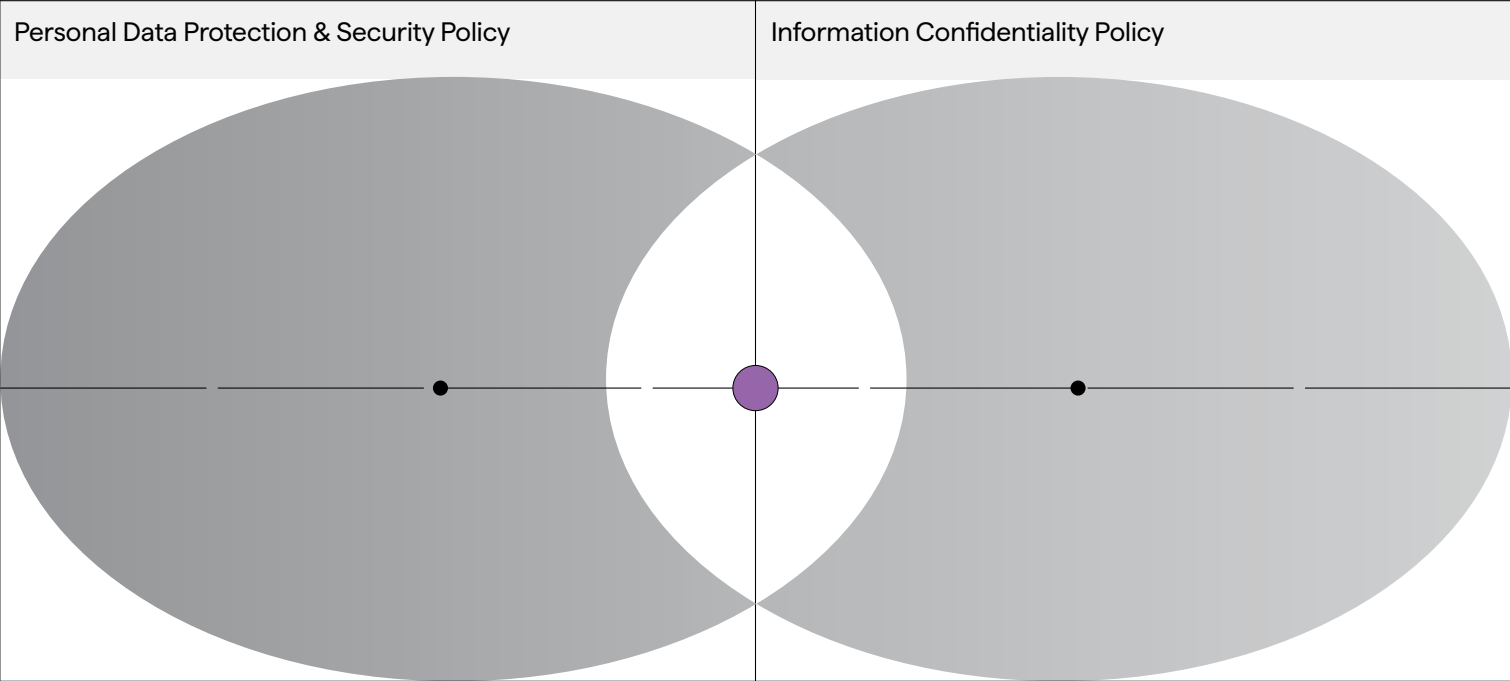 Personal Data Protection & Security Policy
Information Confidentiality Policy